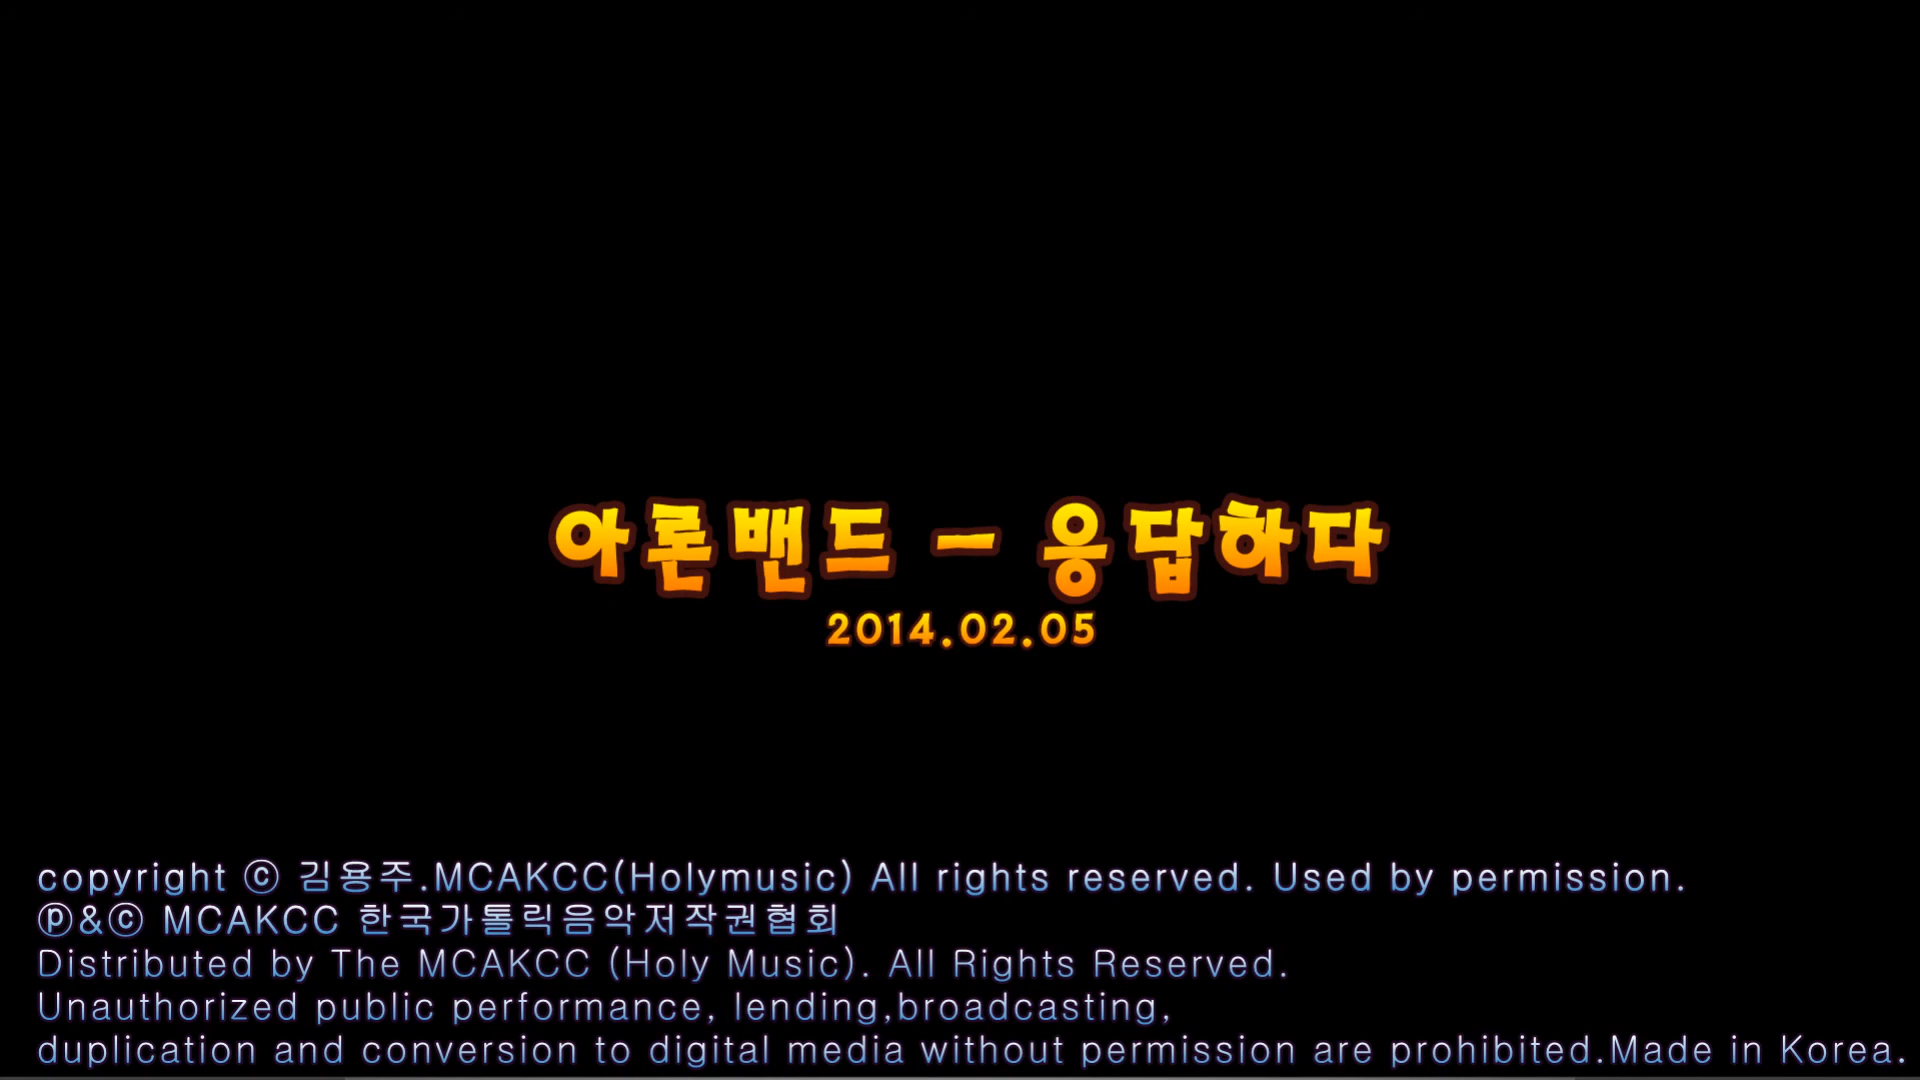 아론밴드 - 응답하다
2014.02.05
copyright ⓒ 김용주.MCAKCC(Holymusic) All rights reserved. Used by permission.
ⓟ&ⓒ MCAKCC 한국가톨릭음악저작권협회
Distributed by The MCAKCC (Holy Music). All Rights Reserved.
Unauthorized public performance, lending,broadcasting,
duplication and conversion to digital media without permission are prohibited.Made in Korea.